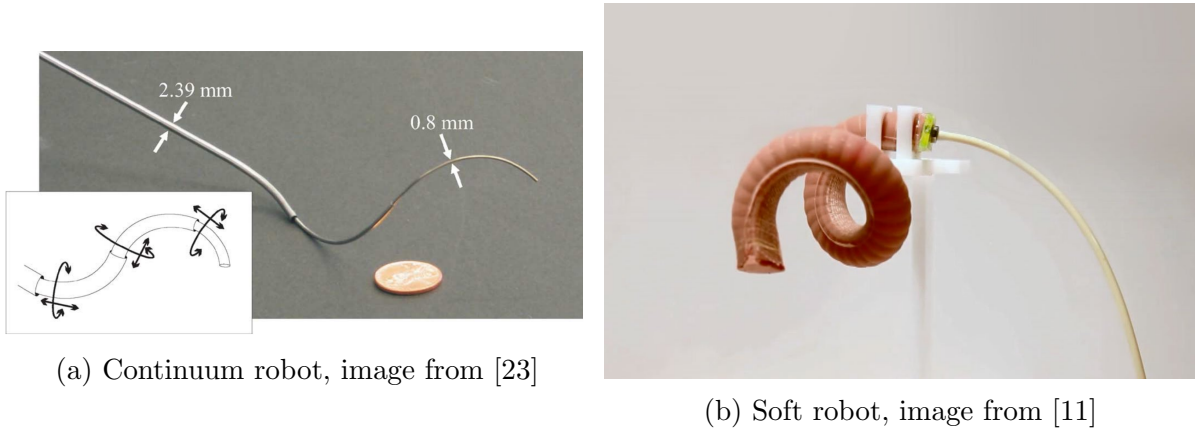 2.39 mm
0.8 mm
(a) Continuum robot, image from [23]
(b) Soft robot, image from [11]